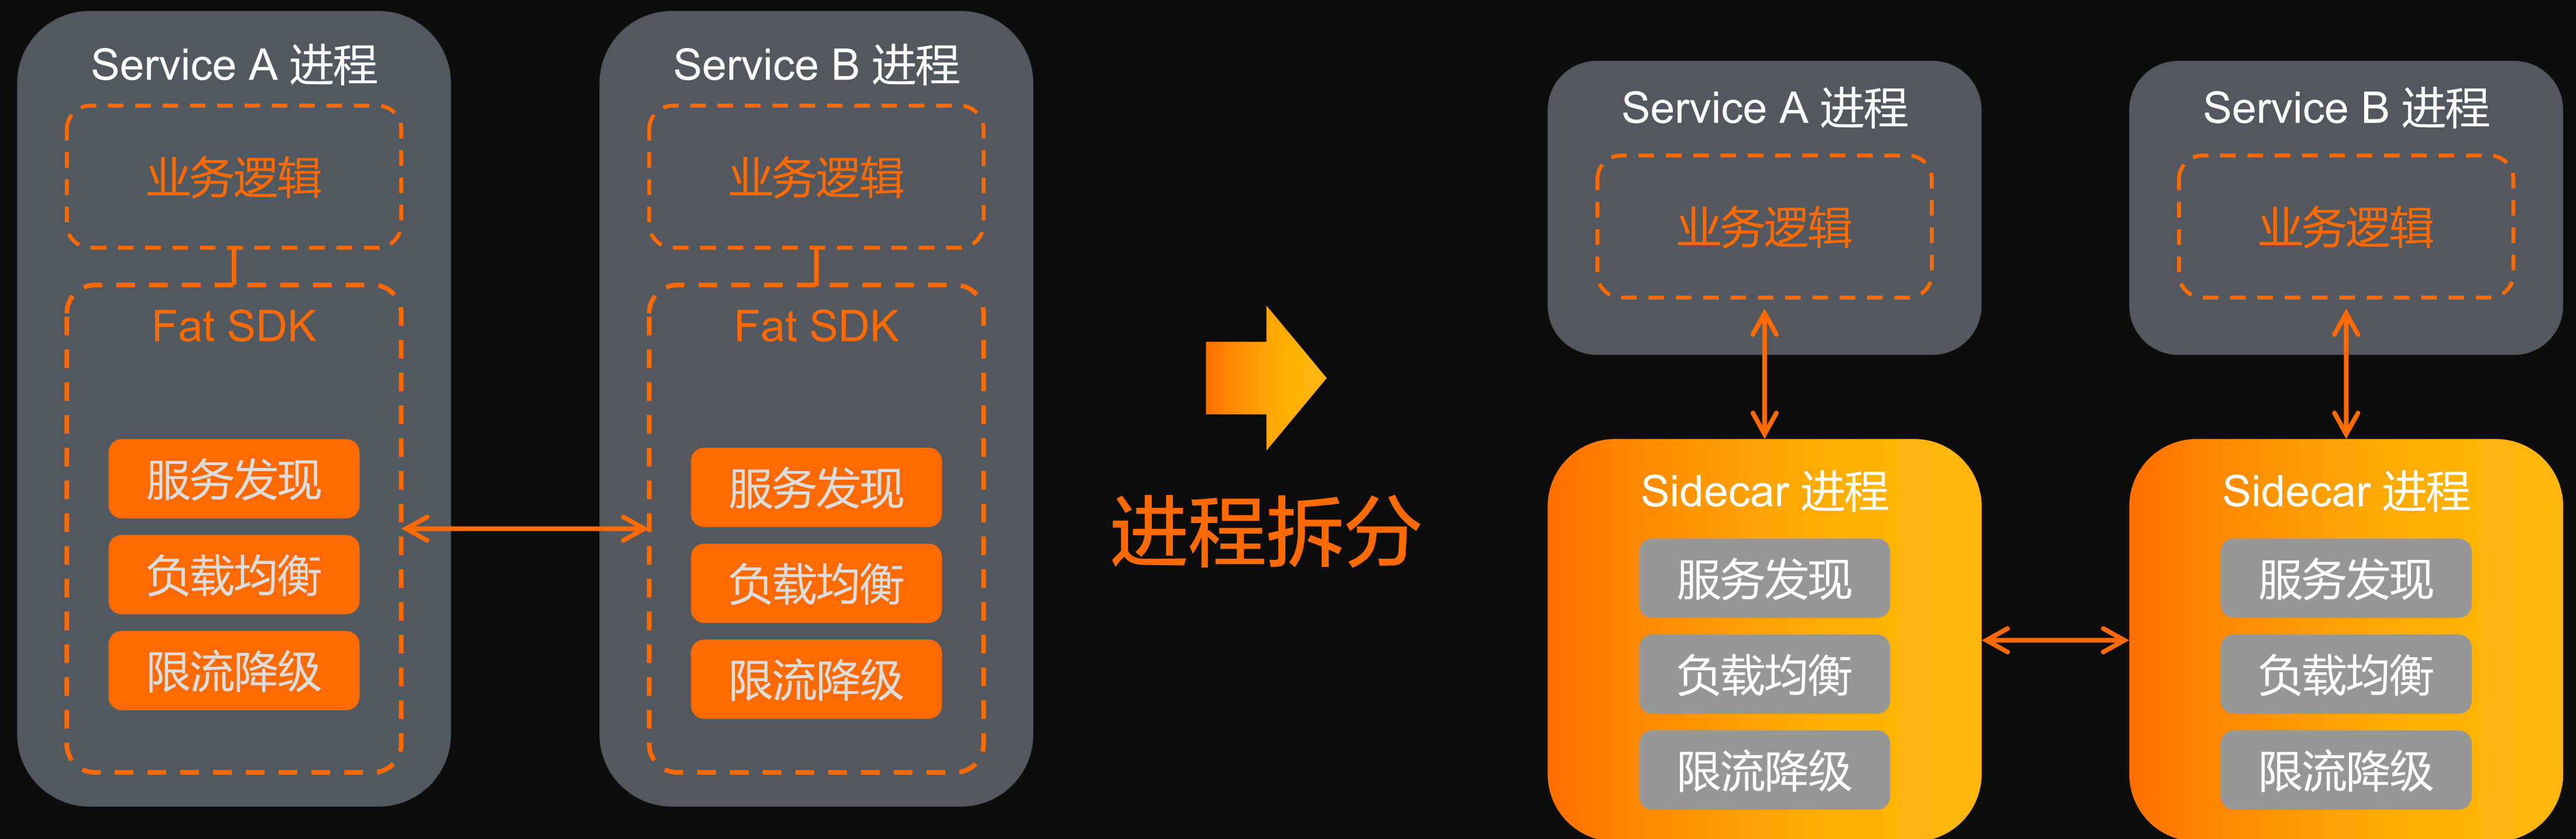 Service A 进程
业务逻辑
Fat SDK
服务发现
负载均衡
限流降级
Service B 进程
业务逻辑
Fat SDK
服务发现
负载均衡
限流降级
进程拆分
Service A 进程
业务逻辑
Sidecar 进程
服务发现
负载均衡
限流降级
Service B 进程
业务逻辑
Sidecar 进程
服务发现
负载均衡
限流降级